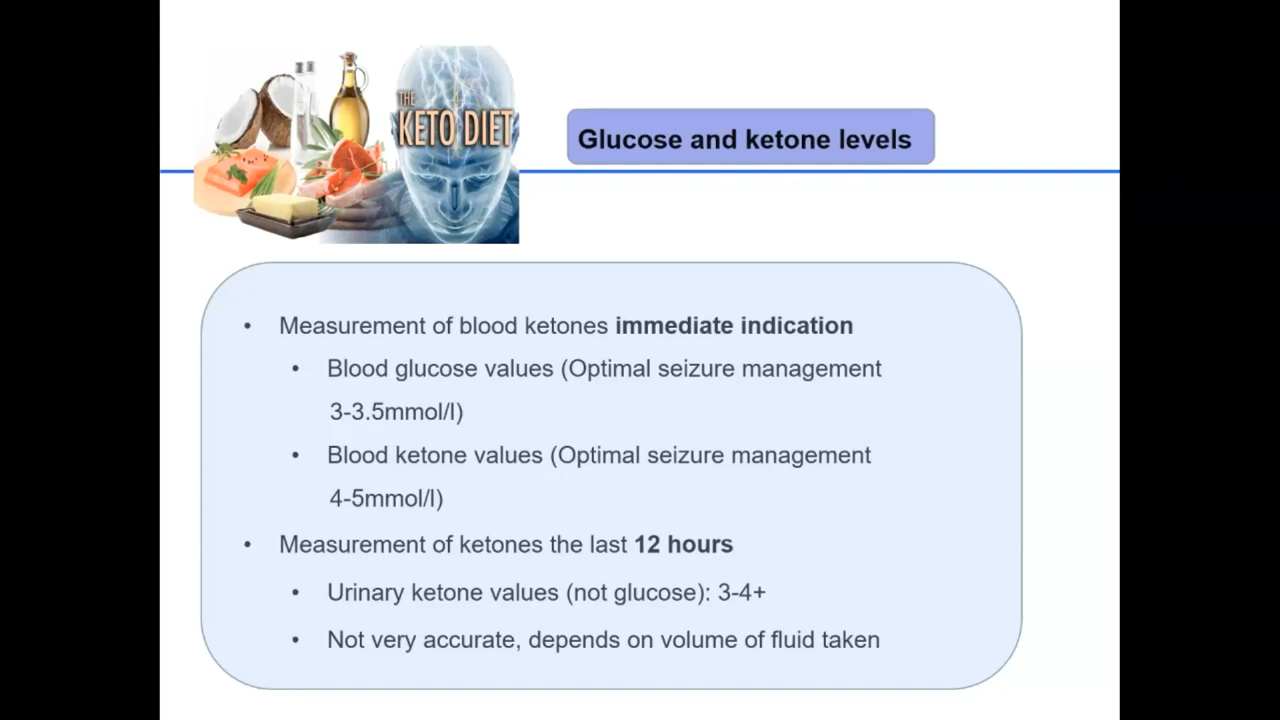 THE
KETO DIET
Glucose and ketone levels
• Measurement of blood ketones immediate indication
• Blood glucose values (Optimal seizure management
3-3.5mmol/l)
• Blood ketone values (Optimal seizure management
4-5mmol/l)
• Measurement of ketones the last 12 hours
• Urinary ketone values (not glucose): 3-4+
• Not very accurate, depends on volume of fluid taken